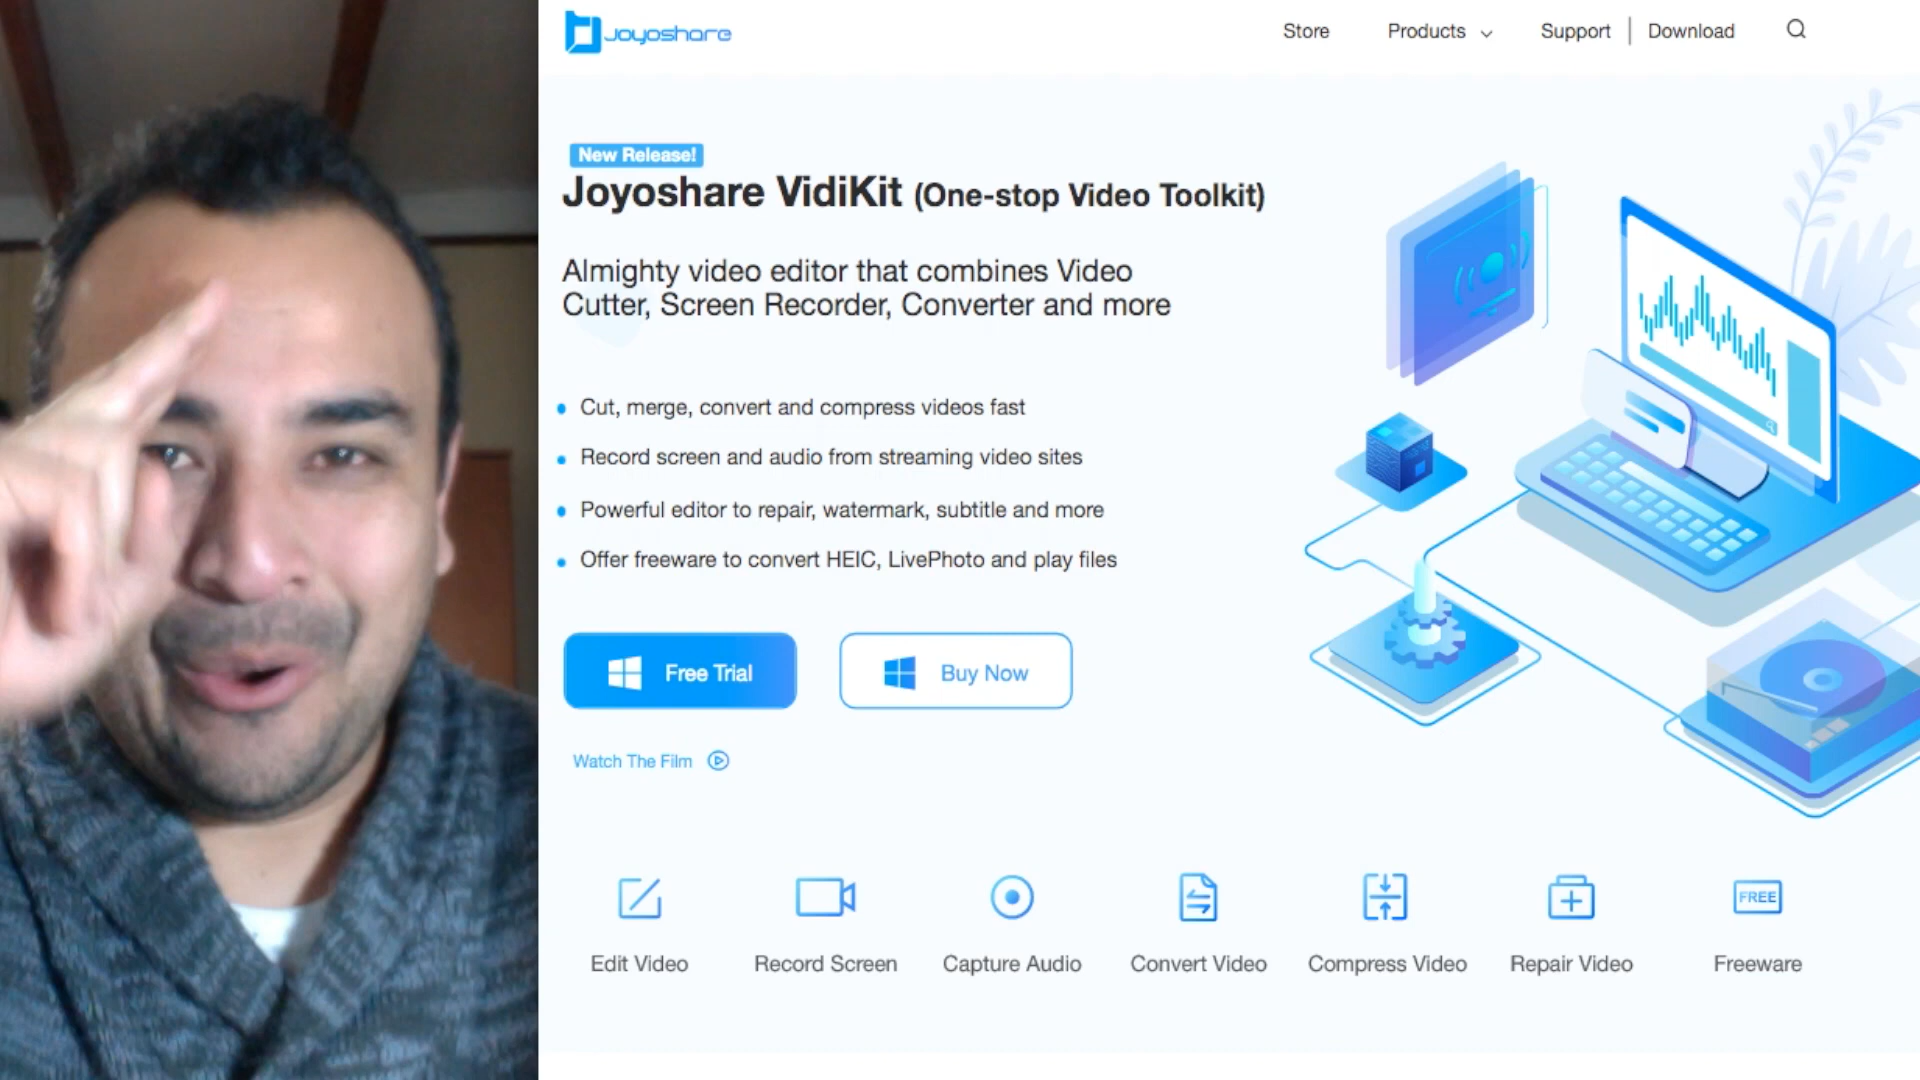 Joyoshare
Store
Products
Support
Download
New Release!
Joyoshare VidiKit (One-stop Video Toolkit)
Almighty video editor that combines Video
Cutter, Screen Recorder, Converter and more
Cut, merge, convert and compress videos fast
Record screen and audio from streaming video sites
Powerful editor to repair, watermark, subtitle and more
Offer freeware to convert HEIC, LivePhoto and play files
Free Trial
Buy Now
Watch The Film
FREE
Edit Video
Record Screen
Capture Audio
Convert Video
Compress Video
Repair Video
Freeware